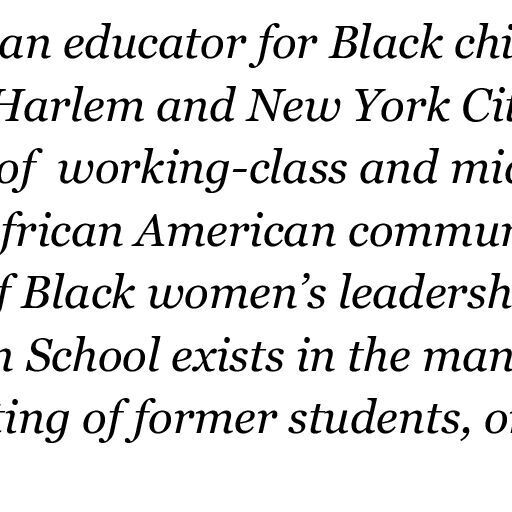 an educator for Black chi
Harlem and New York Cit
of  working-class and mid
frican American commun
f Black women’s leadersh
n School exists in the man
ting of former students, or